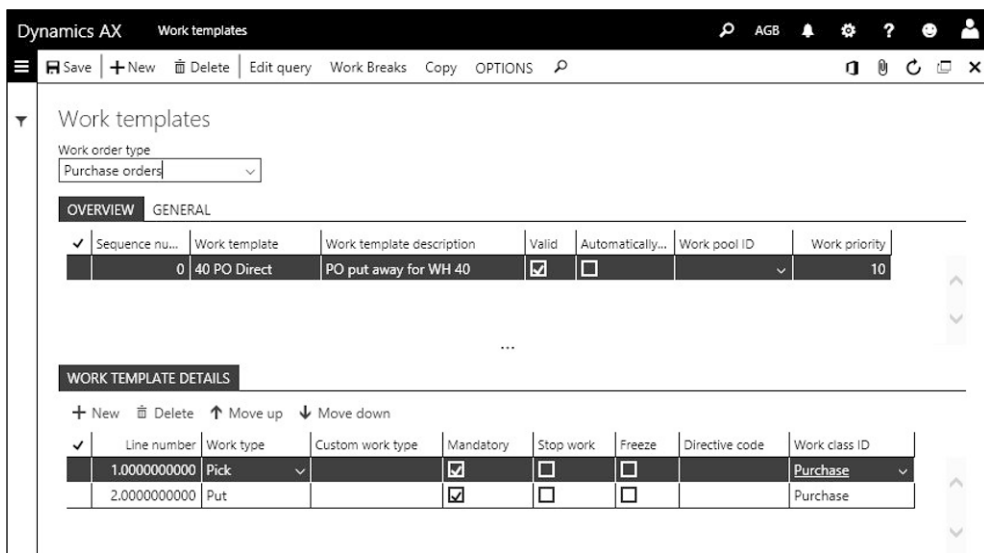 Dynamics AX Work templates AGB ?
Save + New Delete Edit query Work Breaks Copy OPTIONS
Work templates
Work order type
Purchase orders
OVERVIEW GENERAL
Sequence nu... Work template Work template description Valid Automatically... Work pool ID Work priority
0 40 PO Direct PO put away for WH 40 10
...
WORK TEMPLATE DETAILS
+ New Delete Move up Move down
Line number Work type Custom work type Mandatory Stop work Freeze Directive code Work class ID
1.0000000000 Pick Purchase
2.0000000000 Put Purchase